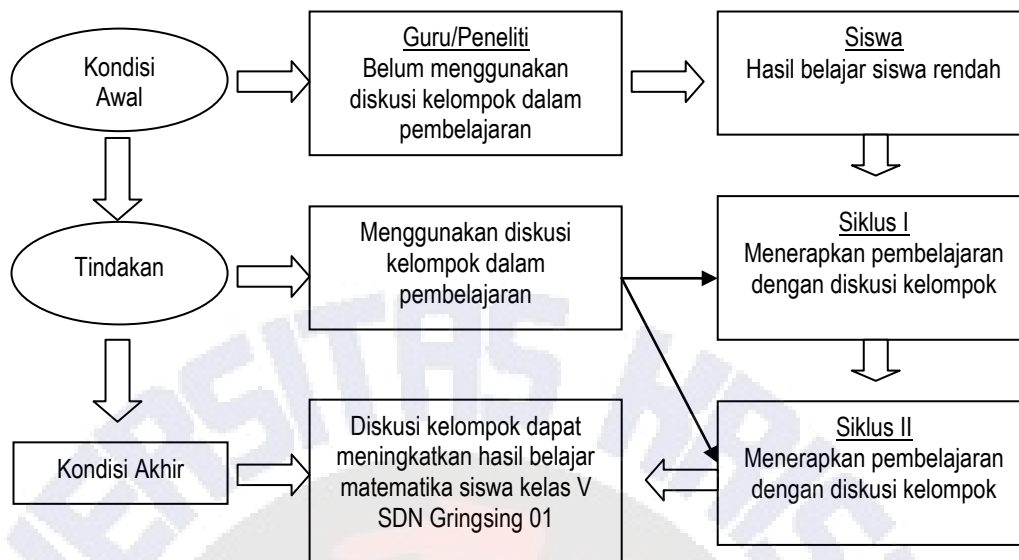 Kondisi
Awal
Guru/Peneliti
Belum menggunakan
diskusi kelompok dalam
pembelajaran
Siswa
Hasil belajar siswa rendah
Tindakan
Menggunakan diskusi
kelompok dalam
pembelajaran
Siklus I
Menerapkan pembelajaran
dengan diskusi kelompok
Kondisi Akhir
Diskusi kelompok dapat
meningkatkan hasil belajar
matematika siswa kelas V
SDN Gringsing 01
Siklus II
Menerapkan pembelajaran
dengan diskusi kelompok